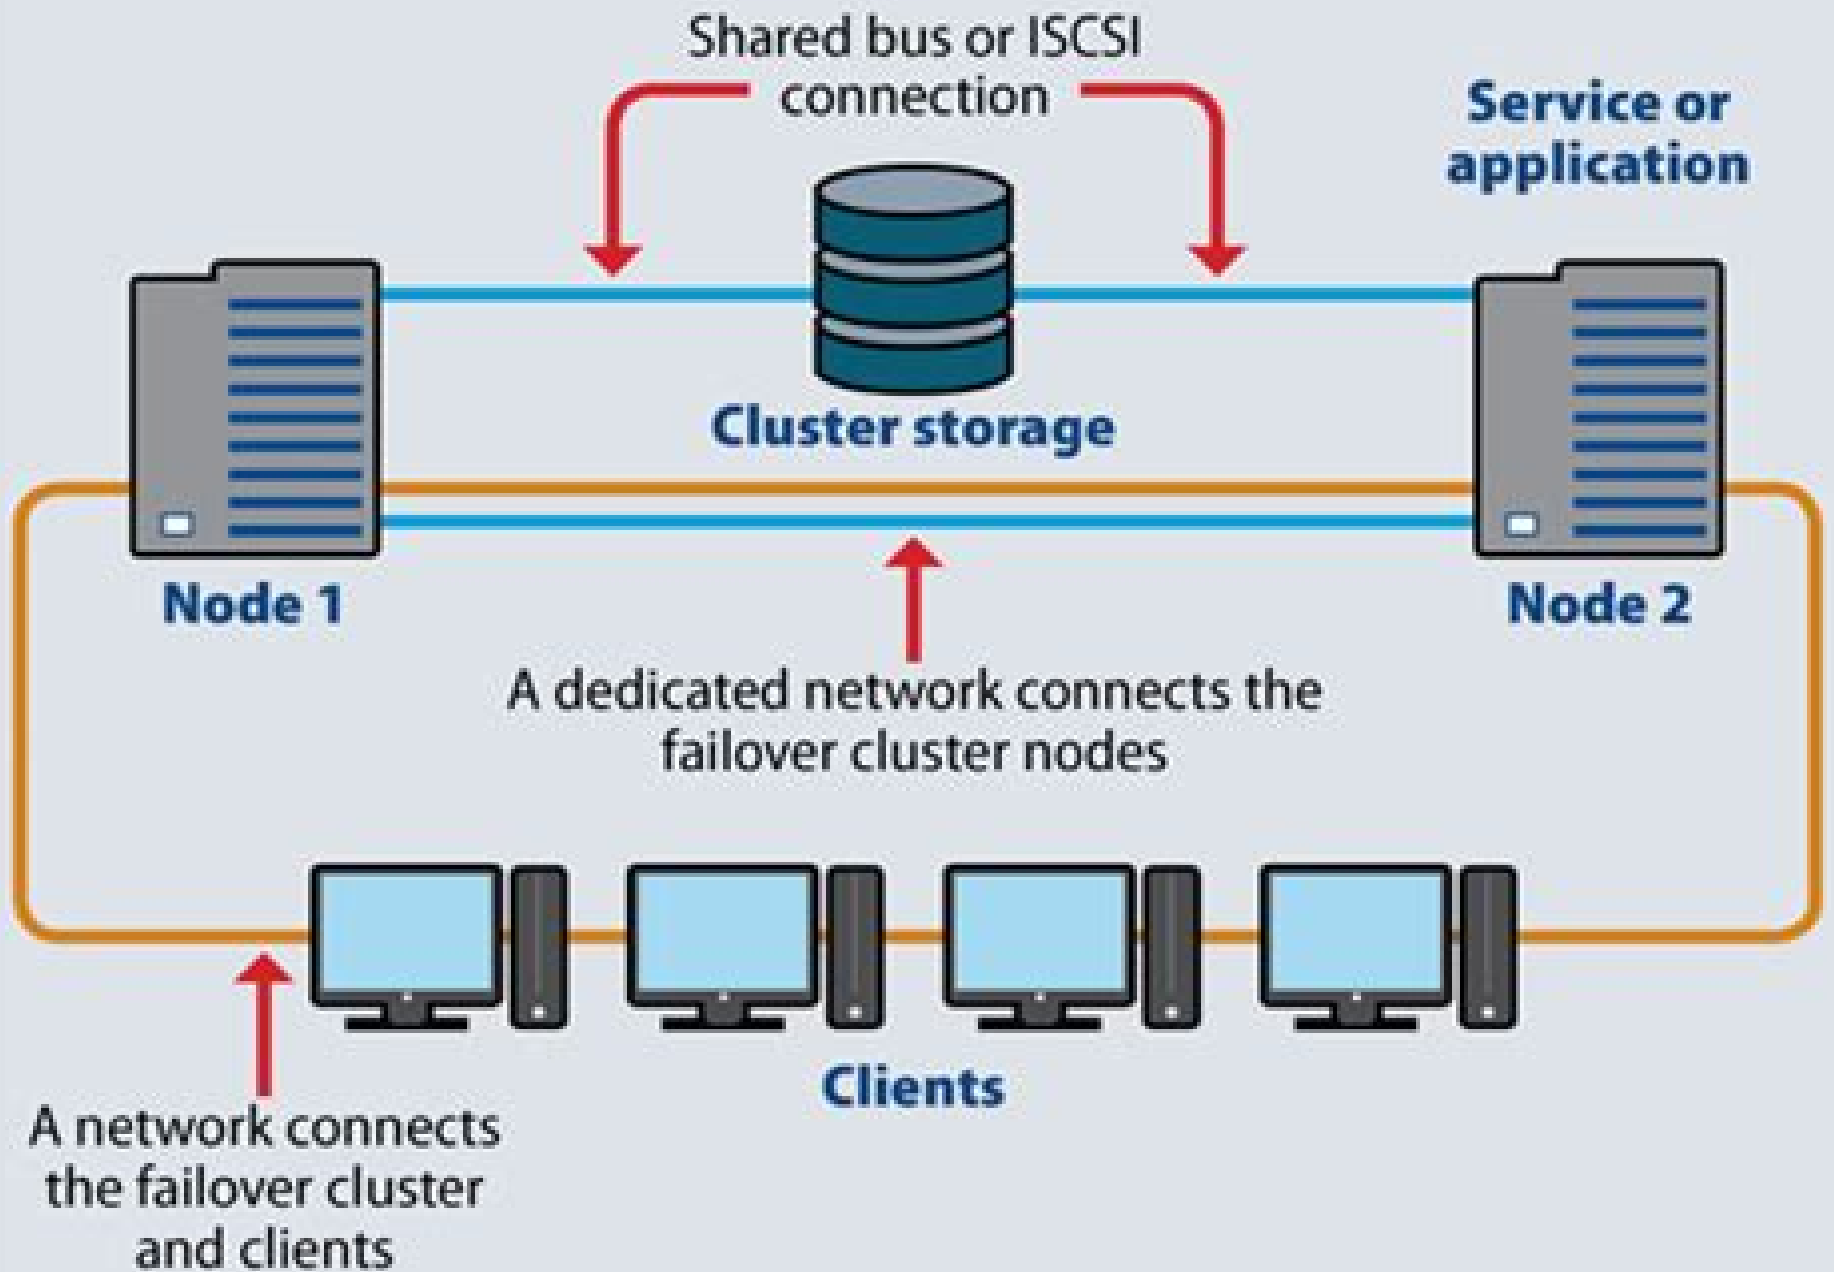 Shared bus or ISCSI
connection
Service or
application
Cluster storage
Node 1
Node 2
A dedicated network connects the
failover cluster nodes
Clients
A network connects
the failover cluster
and clients